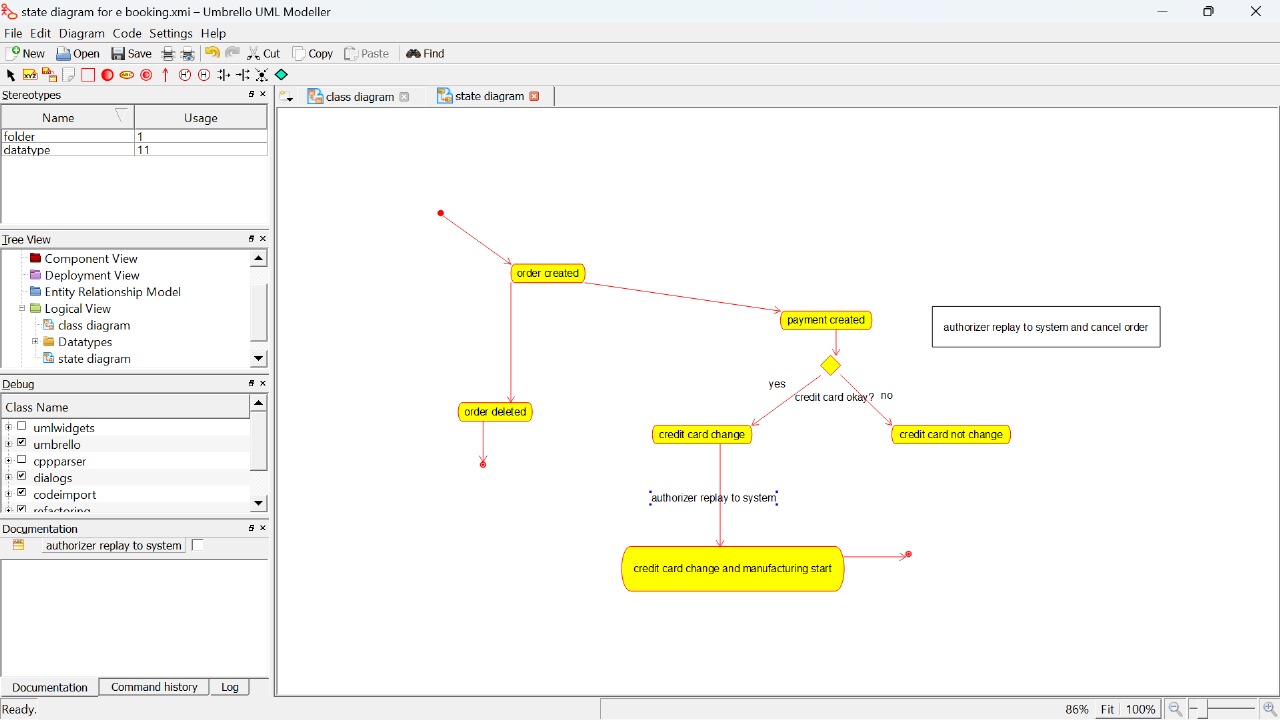 state diagram for e booking.xmi – Umbrello UML Modeller
File Edit Diagram Code Settings Help
New Open Save Cut Copy Paste Find
Stereotypes
Name Usage
folder 1
datatype 11
Tree View
Component View
Deployment View
Entity Relationship Model
Logical View
class diagram
Datatypes
state diagram
Debug
Class Name
umlwidgets
umbrello
cppparser
dialogs
codeimport
refactoring
Documentation
authorizer replay to system
Documentation Command history Log
Ready.
class diagram state diagram
order created
payment created
authorizer replay to system and cancel order
yes
credit card okay? no
order deleted
credit card change
credit card not change
authorizer replay to system
credit card change and manufacturing start
86% Fit 100%